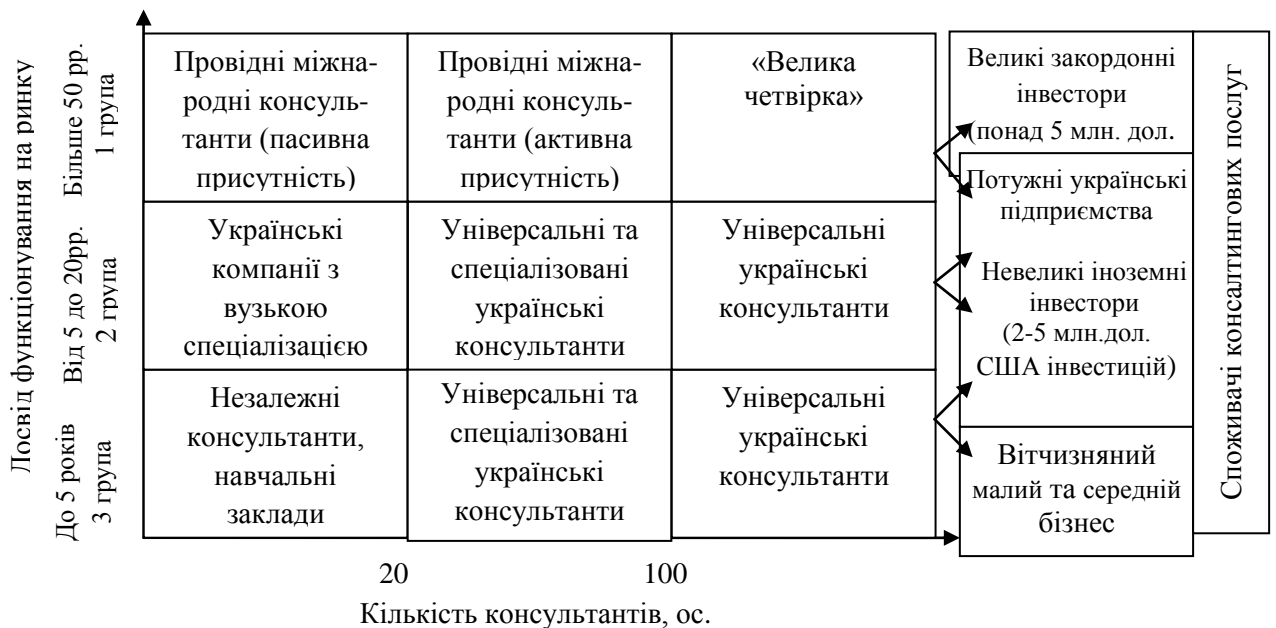 Лосвід функціонування на ринку
Більше 50 рр.
1 група
Провідні міжна-
родні консуль-
танти (пасивна
присутність)
Провідні міжна-
родні консуль-
танти (активна
присутність)
«Велика
четвірка»
Великі закордонні
інвестори
(понад 5 млн. дол.
Від 5 до 20рр.
2 група
Українські
компанії з
вузькою
спеціалізацією
Універсальні та
спеціалізовані
українські
консультанти
Універсальні
українські
консультанти
Потужні українські
підприємства
Невеликі іноземні
інвестори
(2-5 млн.дол.
США інвестицій)
До 5 років
3 група
Незалежні
консультанти,
навчальні
заклади
Універсальні та
спеціалізовані
українські
консультанти
Універсальні
українські
консультанти
Вітчизняний
малий та середній
бізнес
Споживачі консалтингових послуг
20
100
Кількість консультантів, ос.